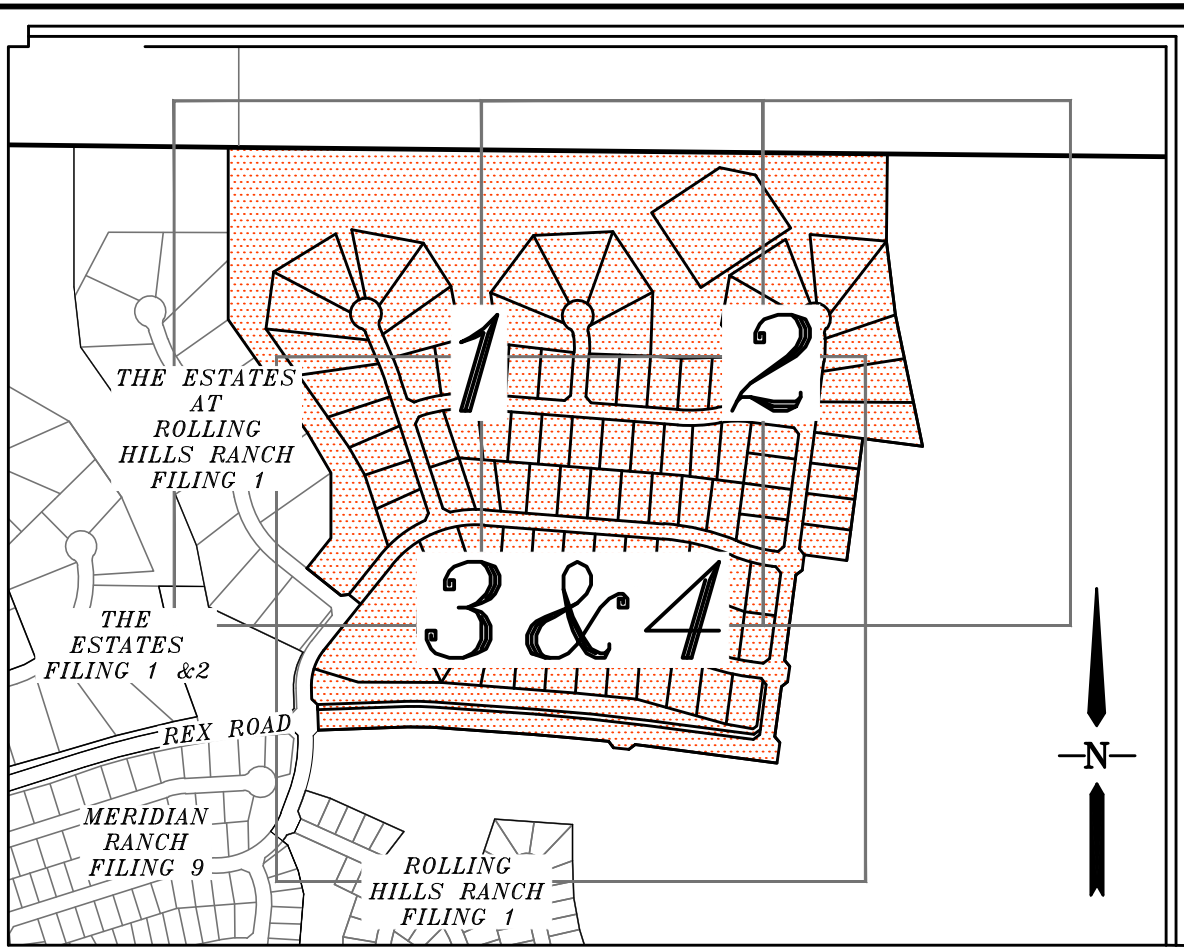 1
2
THE ESTATES
AT
ROLLING
HILLS RANCH
FILING 1
3 & 4
THE
ESTATES
FILING 1 &2
REX ROAD
N
MERIDIAN
RANCH
FILING 9
ROLLING
HILLS RANCH
FILING 1